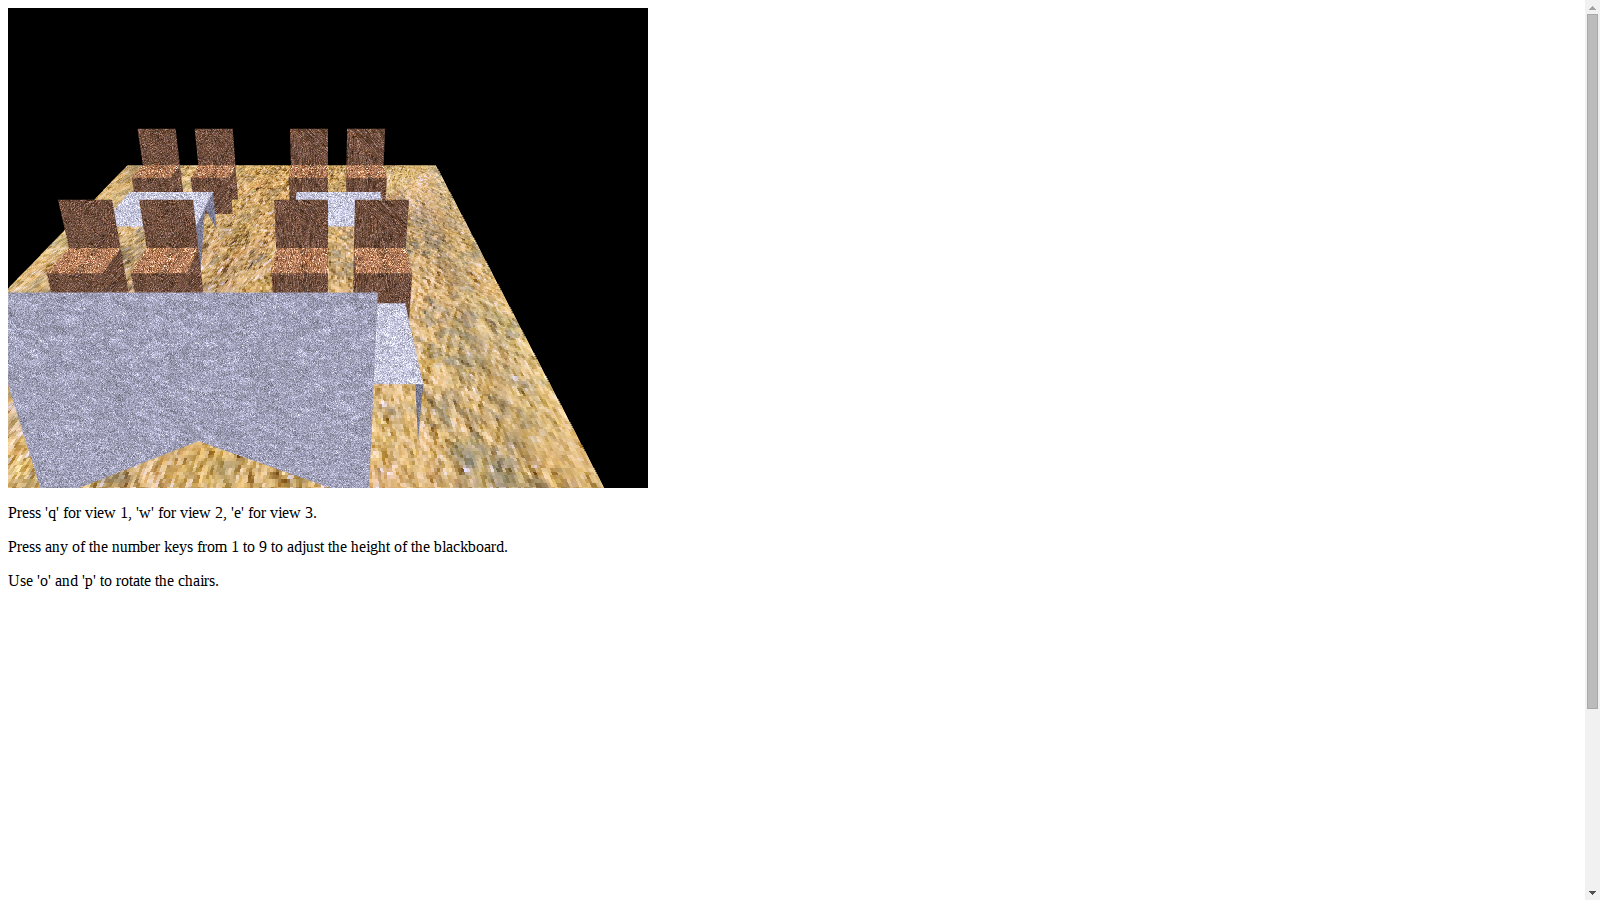 Press 'q' for view 1, 'w' for view 2, 'e' for view 3.
Press any of the number keys from 1 to 9 to adjust the height of the blackboard.
Use 'o' and 'p' to rotate the chairs.